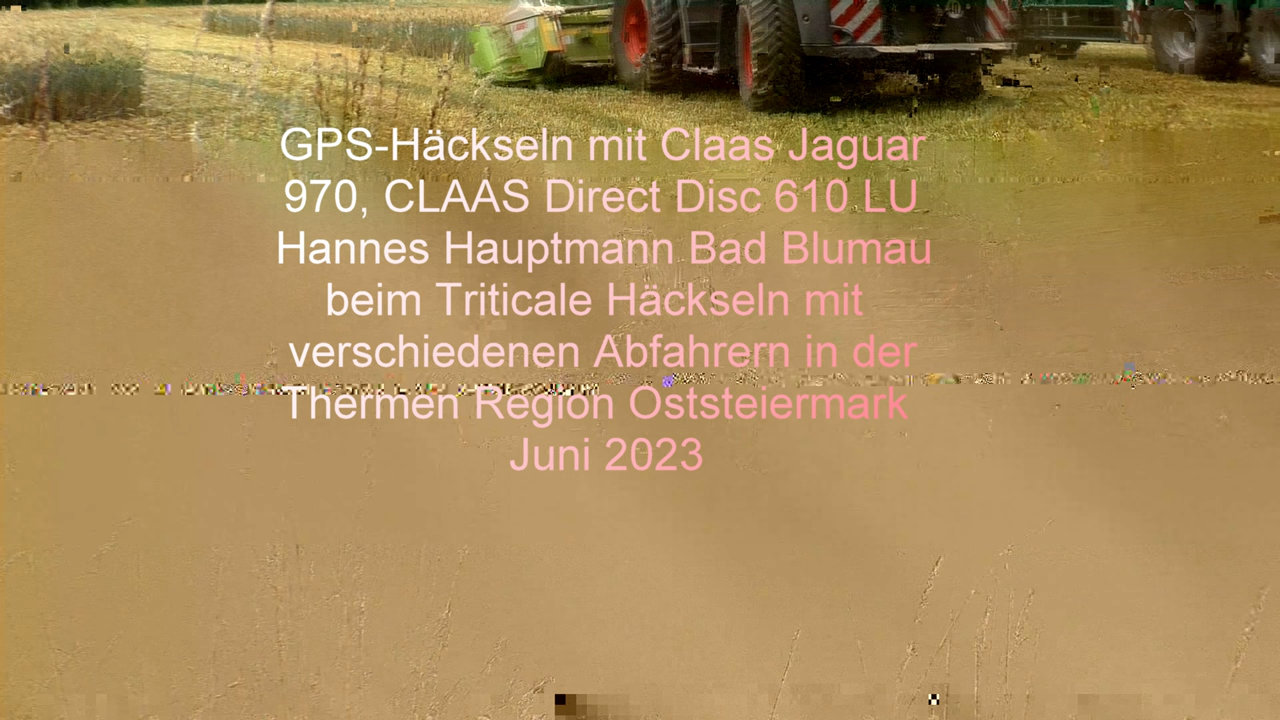 GPS-Häckseln mit Claas Jaguar
970, CLAAS Direct Disc 610 LU
Hannes Hauptmann Bad Blumau
beim Triticale Häckseln mit
verschiedenen Abfahrern in der
Thermen Region Oststeiermark
Juni 2023